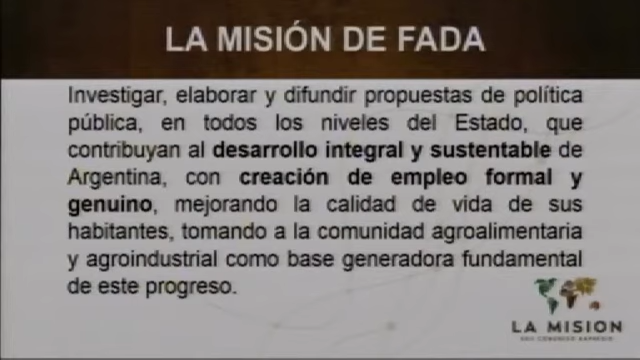 LA MISIÓN DE FADA
Investigar, elaborar y difundir propuestas de política
pública, en todos los niveles del Estado, que
contribuyan al desarrollo integral y sustentable de
Argentina, con creación de empleo formal y
genuino, mejorando la calidad de vida de sus
habitantes, tomando a la comunidad agroalimentaria
y agroindustrial como base generadora fundamental
de este progreso.
LA MISION